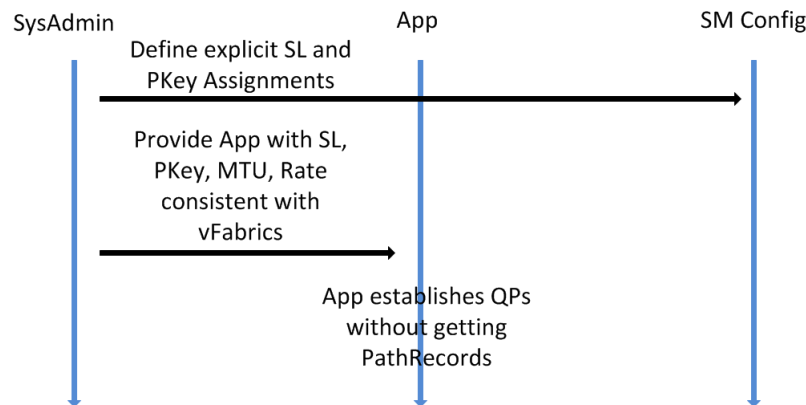 SysAdmin
App
SM Config
Define explicit SL and
PKey Assignments
Provide App with SL,
PKey, MTU, Rate
consistent with
vFabrics
App establishes QPs
without getting
PathRecords